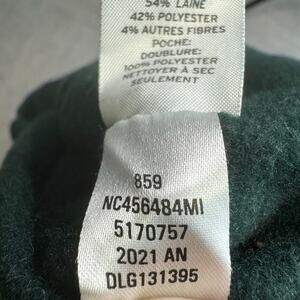 54% LAINE
42% POLYESTER
4% AUTRES FIBRES
POCHE:
DOUBLURE:
100% POLYESTER
NETTOYER À SEC
SEULEMENT
859
NC456484MI
5170757
2021 AN
DLG131395